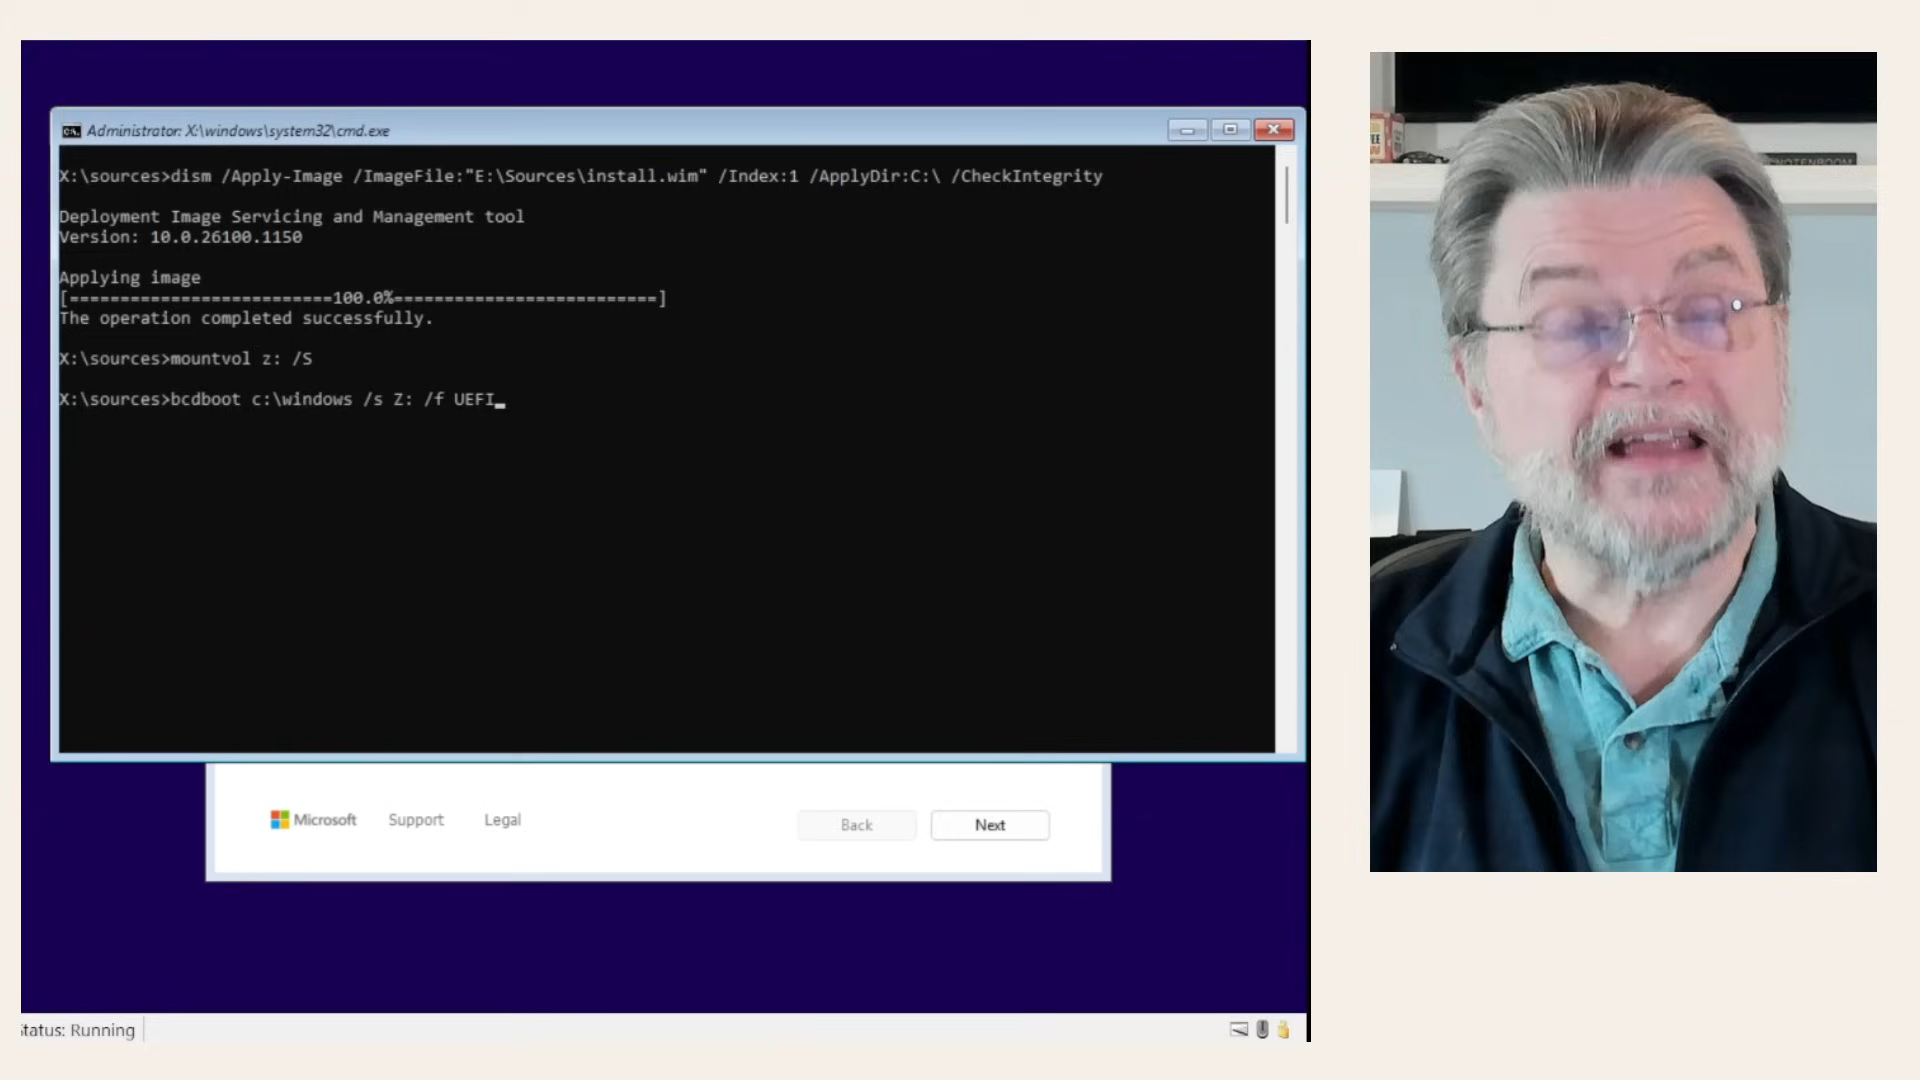 Administrator: X:\windows\system32\cmd.exe
X:\sources>dism /Apply-Image /ImageFile:"E:\Sources\install.wim" /Index:1 /ApplyDir:C:\ /CheckIntegrity
Deployment Image Servicing and Management tool
Version: 10.0.26100.1150
Applying image
[==========================100.0%==========================]
The operation completed successfully.
X:\sources>mountvol z: /S
X:\sources>bcdboot c:\windows /s Z: /f UEFI_
Microsoft Support Legal Back Next
tatus: Running
NOTENBOOM